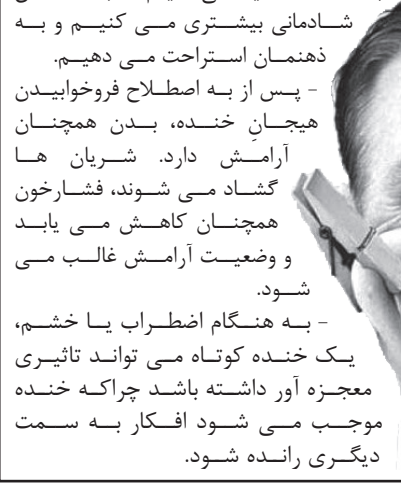 شادمانی بیشتری می کنیم و به
ذهنمان استراحت می دهیم.
- پس از به اصطلاح فروخوابیدن
هیجانِ خنده، بدن همچنان
آرامش دارد. شریان ها
گشاد می شوند، فشارخون
همچنان کاهش می یابد
و وضعیت آرامش غالب می
شود.
- به هنگام اضطراب یا خشم،
یک خنده کوتاه می تواند تاثیری
معجزه آور داشته باشد چراکه خنده
موجب می شود افکار به سمت
دیگری رانده شود.